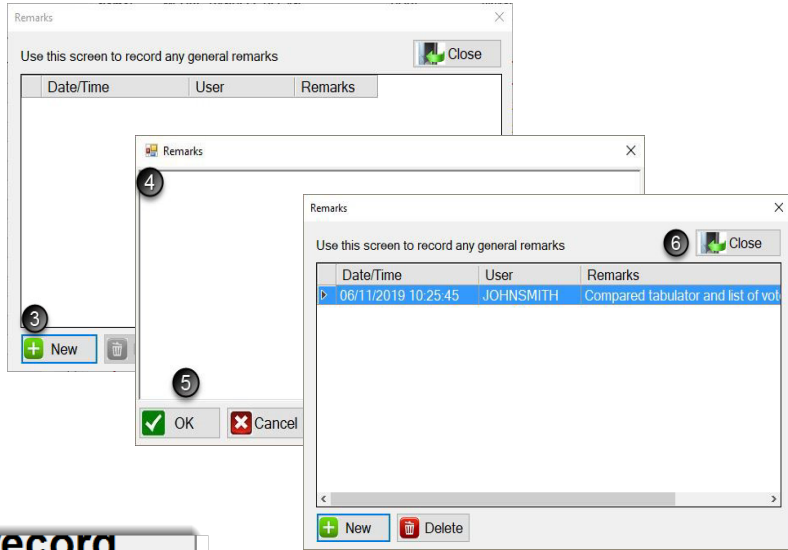 Remarks
Use this screen to record any general remarks
Close
Date/Time User Remarks
3
New
Remarks
4
5
OK Cancel
Remarks
Use this screen to record any general remarks
6 Close
Date/Time User Remarks
06/11/2019 10:25:45 JOHNSMITH Compared tabulator and list of vot
New Delete
ecord